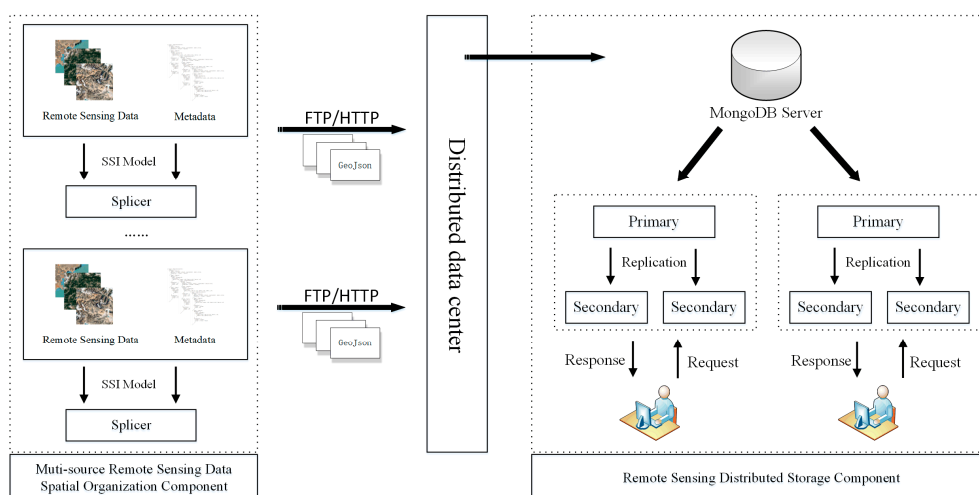 Remote Sensing Data
Metadata
SSI Model
Splicer
......
Remote Sensing Data
Metadata
SSI Model
Splicer
Muti-source Remote Sensing Data
Spatial Organization Component
FTP/HTTP
GeoJson
FTP/HTTP
GeoJson
Distributed data center
MongoDB Server
Primary
Replication
Secondary
Secondary
Response
Request
Primary
Replication
Secondary
Secondary
Response
Request
Remote Sensing Distributed Storage Component